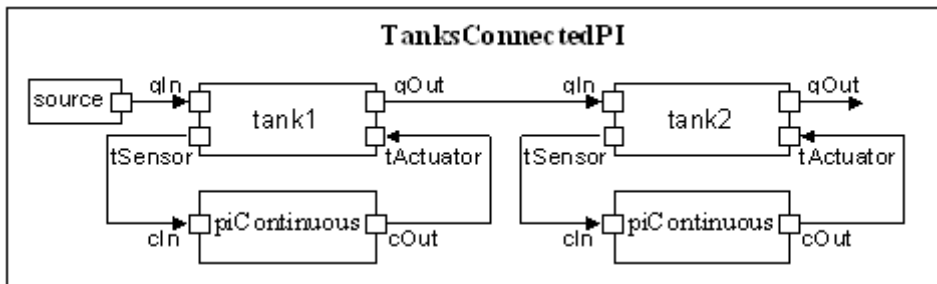 TanksConnectedPI
qIn qOut qIn qOut
source tank1 tank2
tSensor tActuator tSensor tActuator
piContinuous piContinuous
cIn cOut cIn cOut